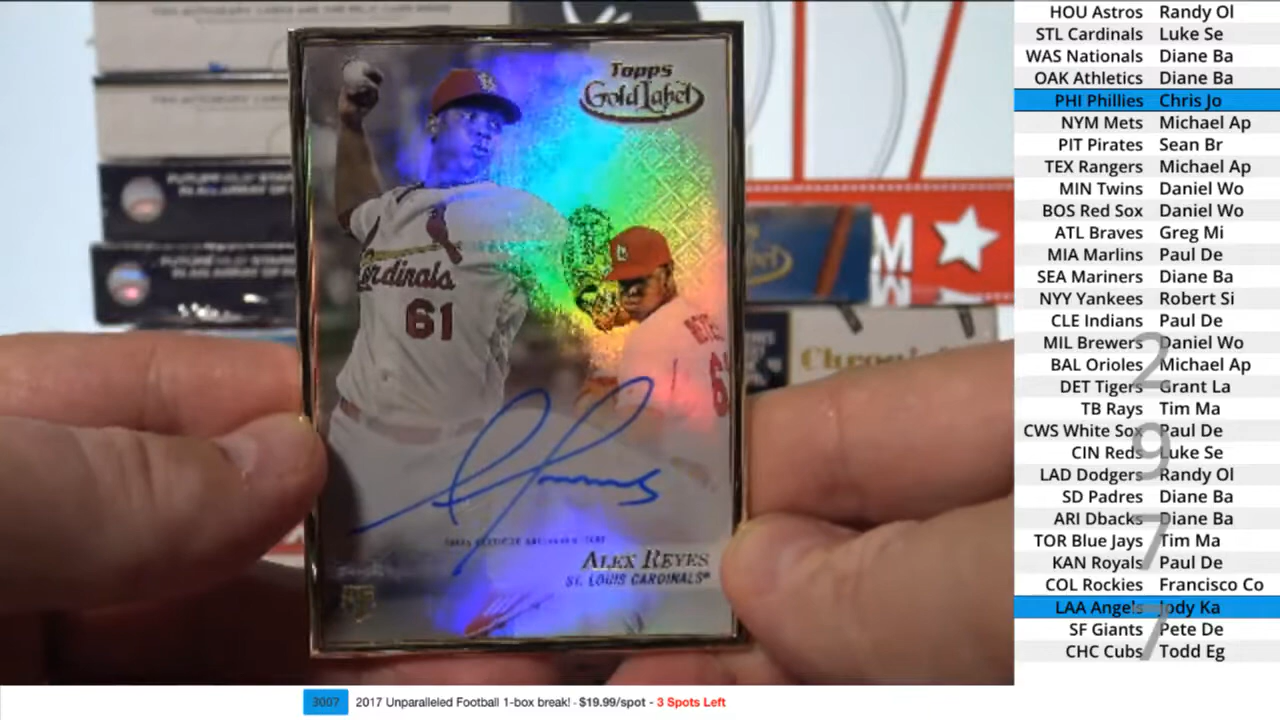 Topps
Gold Label
Cardinals
61
ALEX REYES
ST. LOUIS CARDINALS
RC
M
HOU Astros Randy Ol
STL Cardinals Luke Se
WAS Nationals Diane Ba
OAK Athletics Diane Ba
PHI Phillies Chris Jo
NYM Mets Michael Ap
PIT Pirates Sean Br
TEX Rangers Michael Ap
MIN Twins Daniel Wo
BOS Red Sox Daniel Wo
ATL Braves Greg Mi
MIA Marlins Paul De
SEA Mariners Diane Ba
NYY Yankees Robert Si
CLE Indians Paul De
MIL Brewers Daniel Wo
BAL Orioles Michael Ap
DET Tigers Grant La
TB Rays Tim Ma
CWS White Sox Paul De
CIN Reds Luke Se
LAD Dodgers Randy Ol
SD Padres Diane Ba
ARI Dbacks Diane Ba
TOR Blue Jays Tim Ma
KAN Royals Paul De
COL Rockies Francisco Co
LAA Angels Jody Ka
SF Giants Pete De
CHC Cubs Todd Eg
2
9
7
7
3007 2017 Unparalleled Football 1-box break! - $19.99/spot - 3 Spots Left